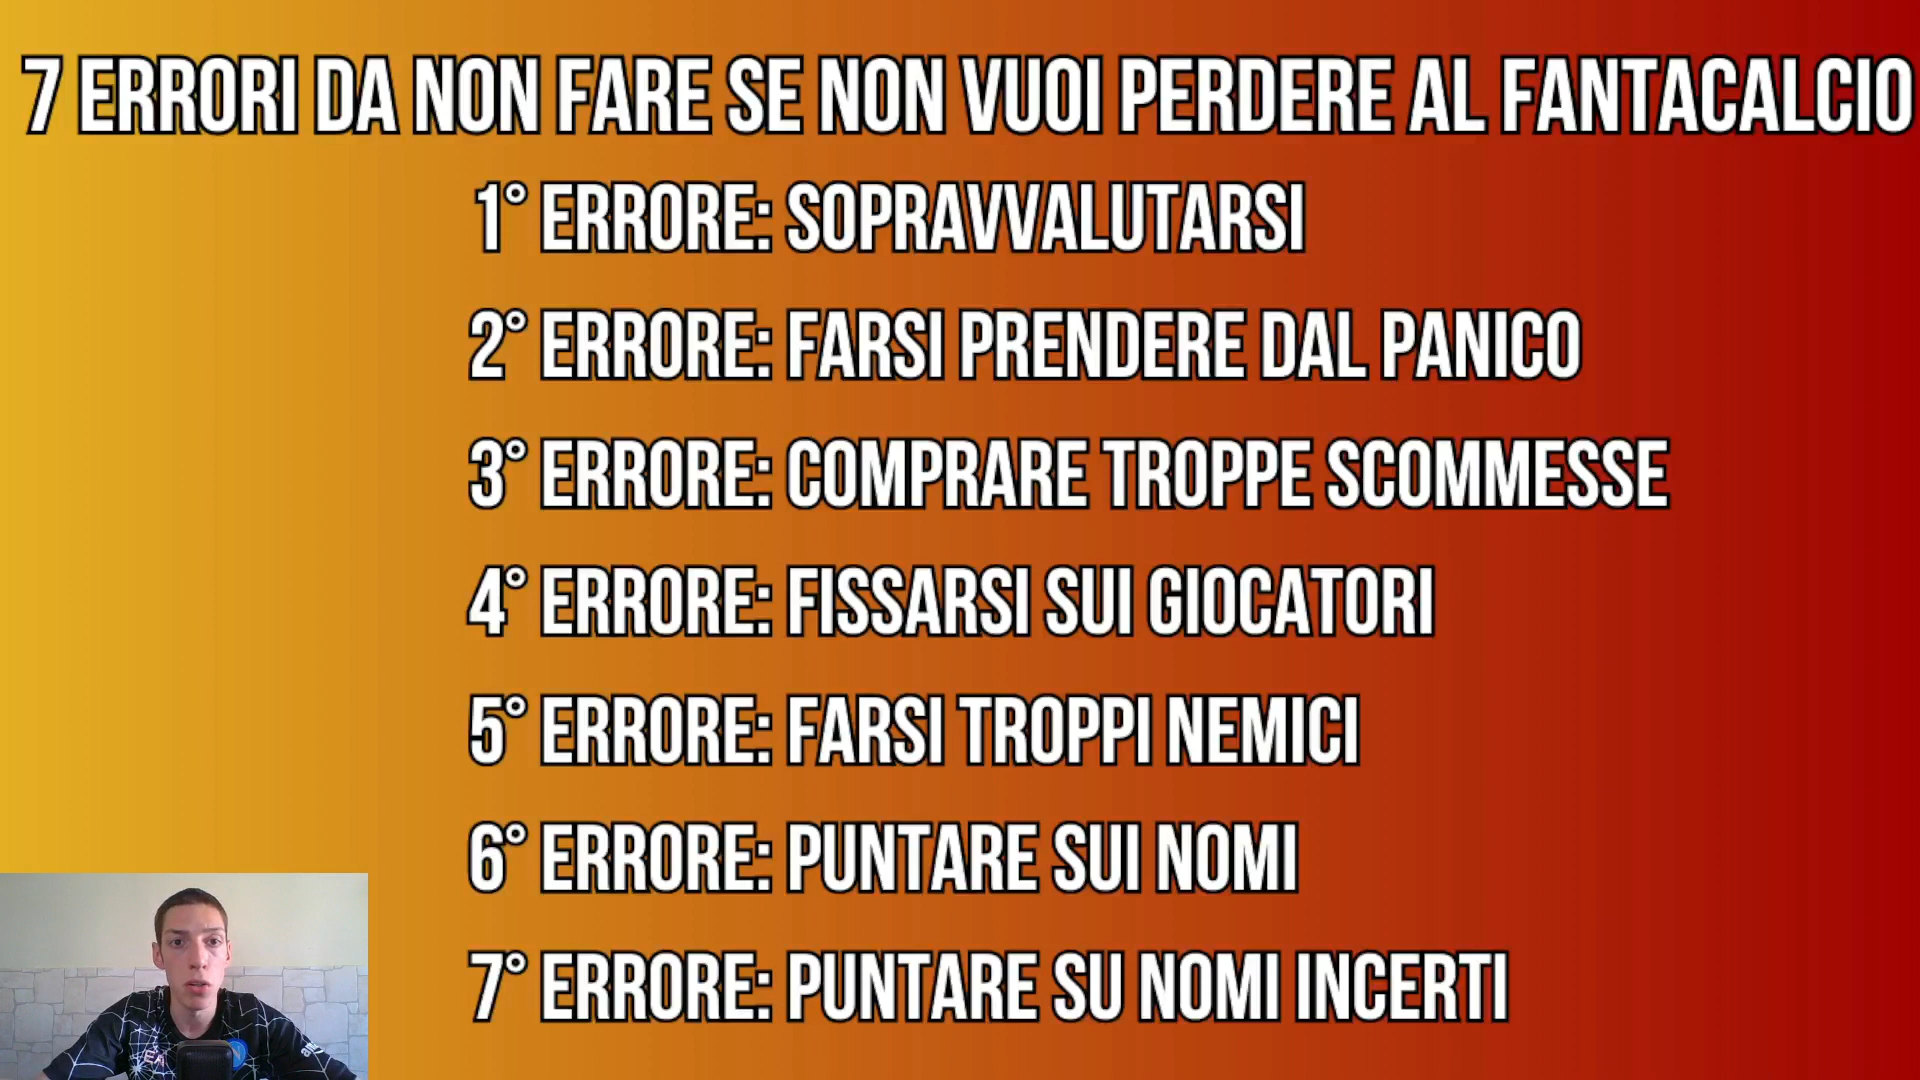 7 ERRORI DA NON FARE SE NON VUOI PERDERE AL FANTACALCIO
1° ERRORE: SOPRAVVALUTARSI
2° ERRORE: FARSI PRENDERE DAL PANICO
3° ERRORE: COMPRARE TROPPE SCOMMESSE
4° ERRORE: FISSARSI SUI GIOCATORI
5° ERRORE: FARSI TROPPI NEMICI
6° ERRORE: PUNTARE SUI NOMI
7° ERRORE: PUNTARE SU NOMI INCERTI
EA